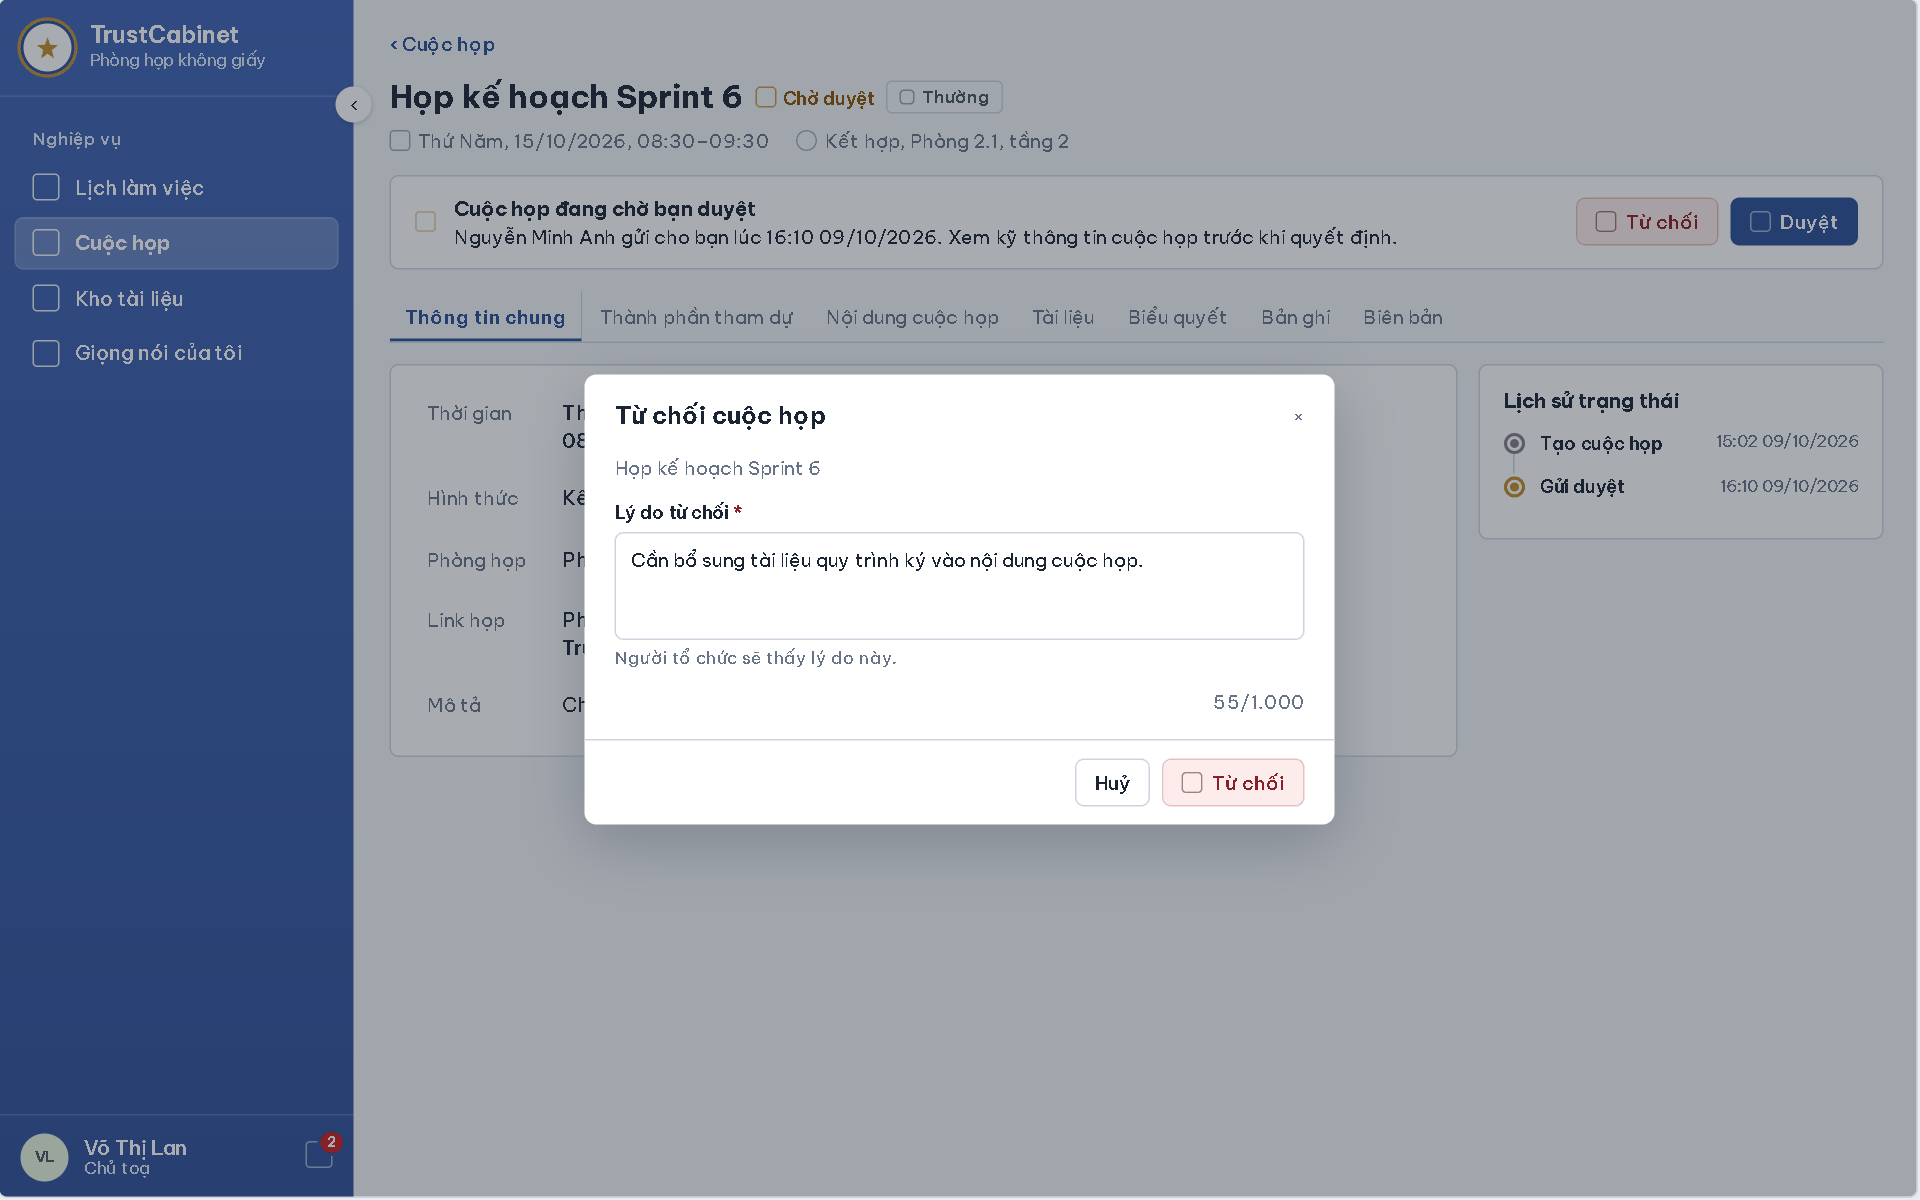 TrustCabinet
Phòng họp không giấy
Nghiệp vụ
Lịch làm việc
Cuộc họp
Kho tài liệu
Giọng nói của tôi
VL
Võ Thị Lan
Chủ toạ
2
‹ Cuộc họp
Họp kế hoạch Sprint 6
Chờ duyệt
Thường
Thứ Năm, 15/10/2026, 08:30–09:30
Kết hợp, Phòng 2.1, tầng 2
Cuộc họp đang chờ bạn duyệt
Nguyễn Minh Anh gửi cho bạn lúc 16:10 09/10/2026. Xem kỹ thông tin cuộc họp trước khi quyết định.
Từ chối
Duyệt
Thông tin chung
Thành phần tham dự
Nội dung cuộc họp
Tài liệu
Biểu quyết
Bản ghi
Biên bản
Thời gian
Th
08
Hình thức
Kê
Phòng họp
Ph
Link họp
Ph
Tru
Mô tả
Ch
Lịch sử trạng thái
Tạo cuộc họp
15:02 09/10/2026
Gửi duyệt
16:10 09/10/2026
Từ chối cuộc họp
×
Họp kế hoạch Sprint 6
Lý do từ chối *
Cần bổ sung tài liệu quy trình ký vào nội dung cuộc họp.
Người tổ chức sẽ thấy lý do này.
55/1.000
Huỷ
Từ chối